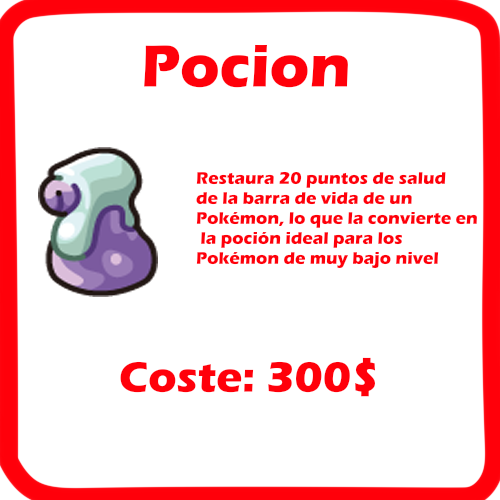 Pocion
Restaura 20 puntos de salud
de la barra de vida de un
Pokémon, lo que la convierte en
la poción ideal para los
Pokémon de muy bajo nivel
Coste: 300$